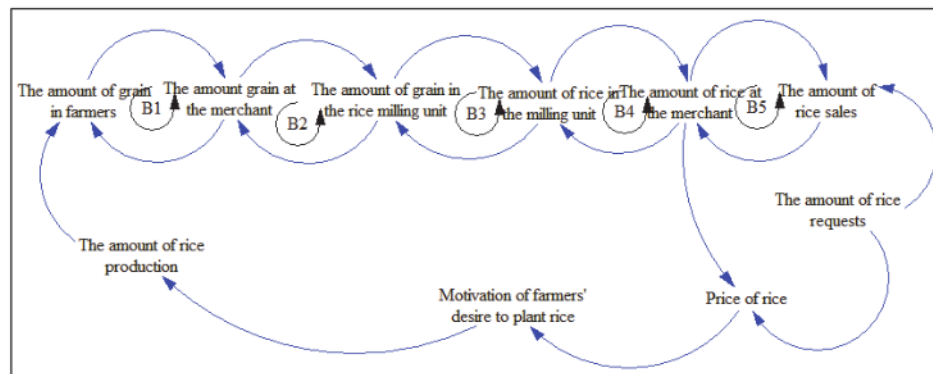 The amount of grain
in farmers
B1
The amount grain at
the merchant
B2
The amount of grain in
the rice milling unit
B3
The amount of rice in
the milling unit
B4
The amount of rice at
the merchant
B5
The amount of
rice sales
The amount of rice
requests
The amount of rice
production
Motivation of farmers'
desire to plant rice
Price of rice